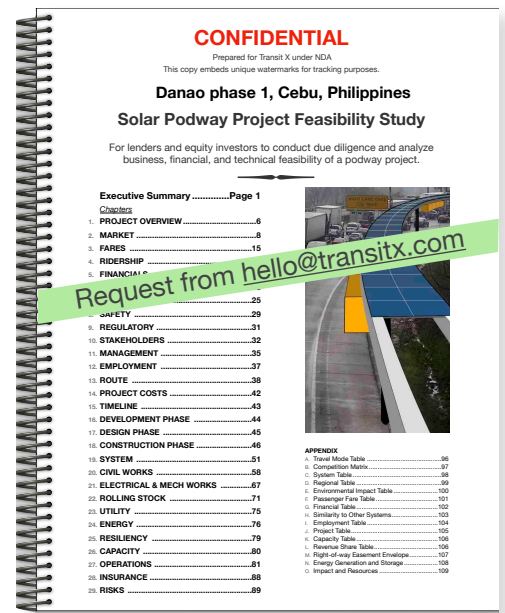 CONFIDENTIAL
Prepared for Transit X under NDA
This copy embeds unique watermarks for tracking purposes.
Danao phase 1, Cebu, Philippines
Solar Podway Project Feasibility Study
For lenders and equity investors to conduct due diligence and analyze
business, financial, and technical feasibility of a podway project.
Executive Summary ..............Page 1
Chapters
1. PROJECT OVERVIEW ..................................6
2. MARKET ..................................8
3. FARES ..................................15
4. RIDERSHIP
5. FINANCIALS
25
SAFETY ..................................29
9. REGULATORY ..................................31
10. STAKEHOLDERS ..................................32
11. MANAGEMENT ..................................35
12. EMPLOYMENT ..................................37
13. ROUTE ..................................38
14. PROJECT COSTS ..................................42
15. TIMELINE ..................................43
16. DEVELOPMENT PHASE ..................................44
17. DESIGN PHASE ..................................45
18. CONSTRUCTION PHASE ..................................46
19. SYSTEM ..................................51
20. CIVIL WORKS ..................................58
21. ELECTRICAL & MECH WORKS ..............67
22. ROLLING STOCK ..................................71
23. UTILITY ..................................75
24. ENERGY ..................................76
25. RESILIENCY ..................................79
26. CAPACITY ..................................80
27. OPERATIONS ..................................81
28. INSURANCE ..................................88
29. RISKS ..................................89
Request from hello@transitx.com
APPENDIX
A. Travel Mode Table ..................................96
B. Competition Matrix ..................................97
C. System Table ..................................98
D. Regional Table ..................................99
E. Environmental Impact Table ......................100
F. Passenger Fare Table ..................................101
G. Financial Table ..................................102
H. Similarity to Other Systems ......................103
I. Employment Table ..................................104
J. Project Table ..................................105
K. Capacity Table ..................................106
L. Revenue Share Table ..................................106
M. Right-of-way Easement Envelope ..............107
N. Energy Generation and Storage ..............108
O. Impact and Resources ..................................109